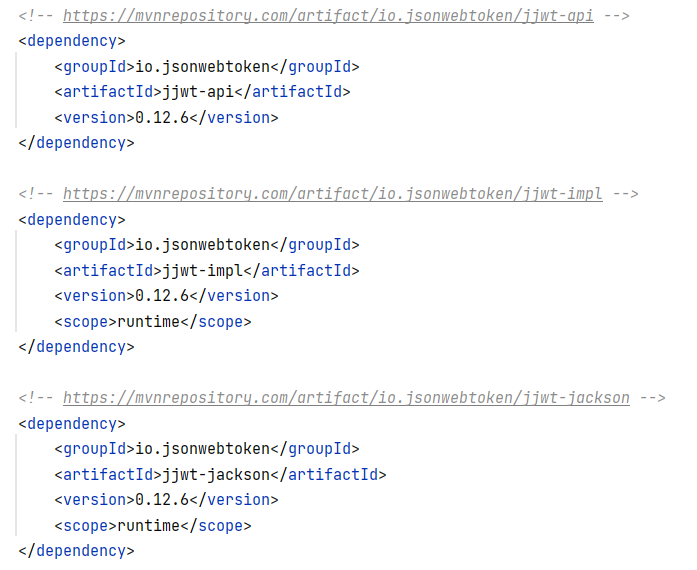 <!-- https://mvnrepository.com/artifact/io.jsonwebtoken/jjwt-api -->
<dependency>
    <groupId>io.jsonwebtoken</groupId>
    <artifactId>jjwt-api</artifactId>
    <version>0.12.6</version>
</dependency>

<!-- https://mvnrepository.com/artifact/io.jsonwebtoken/jjwt-impl -->
<dependency>
    <groupId>io.jsonwebtoken</groupId>
    <artifactId>jjwt-impl</artifactId>
    <version>0.12.6</version>
    <scope>runtime</scope>
</dependency>

<!-- https://mvnrepository.com/artifact/io.jsonwebtoken/jjwt-jackson -->
<dependency>
    <groupId>io.jsonwebtoken</groupId>
    <artifactId>jjwt-jackson</artifactId>
    <version>0.12.6</version>
    <scope>runtime</scope>
</dependency>